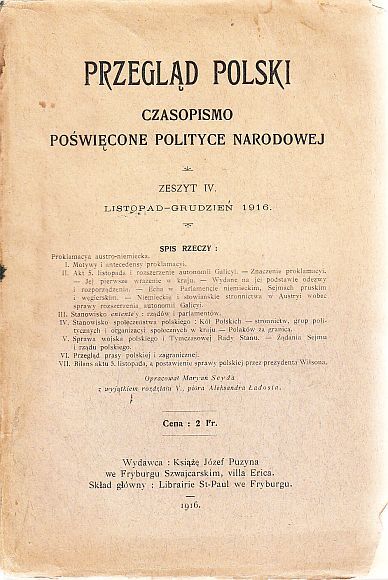 PRZEGLĄD POLSKI
CZASOPISMO
POŚWIĘCONE POLITYCE NARODOWEJ
ZESZYT IV.
LISTOPAD-GRUDZIEŃ 1916.
SPIS RZECZY :
Proklamacya austro-niemiecka.
I. Motywy i antecedensy proklamacyi.
II. Akt 5. listopada i rozszerzenie autonomii Galicyi. — Znaczenie proklamacyi.
— Jej pierwsze wrażenie w kraju. — Wydane na jej podstawie odezwy
i rozporządzenia. — Echa w Parlamencie niemieckim, Sejmach pruskim
i węgierskim. — Niemieckie i słowiańskie stronnictwa w Austryi wobec
sprawy rozszerzenia autonomii Galicyi.
III. Stanowisko ententy'y : rządów i parlamentów.
IV. Stanowisko społeczeństwa polskiego : Kół Polskich — stronnictw, grup poli-
tycznych i organizacyi społecznych w kraju — Polaków za granicą.
V. Sprawa wojska polskiego i Tymczasowej Rady Stanu. — Żądania Sejmu
i rządu polskiego.
VI. Przegląd prasy polskiej i zagranicznej.
VII. Bilans aktu 5. listopada, a postawienie sprawy polskiej przez prezydenta Wilsona.
Opracował Maryan Seyda
z wyjątkiem rozdziału V., pióra Aleksandra Ładosia.
Cena : 2 Fr.
Wydawca : Książę Józef Puzyna
we Fryburgu Szwajcarskim, villa Erica.
Skład główny : Librairie St-Paul we Fryburgu.
1916.